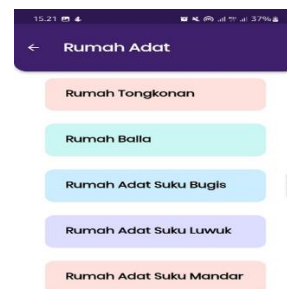 15.21 37%
Rumah Adat
Rumah Tongkonan
Rumah Balla
Rumah Adat Suku Bugis
Rumah Adat Suku Luwuk
Rumah Adat Suku Mandar